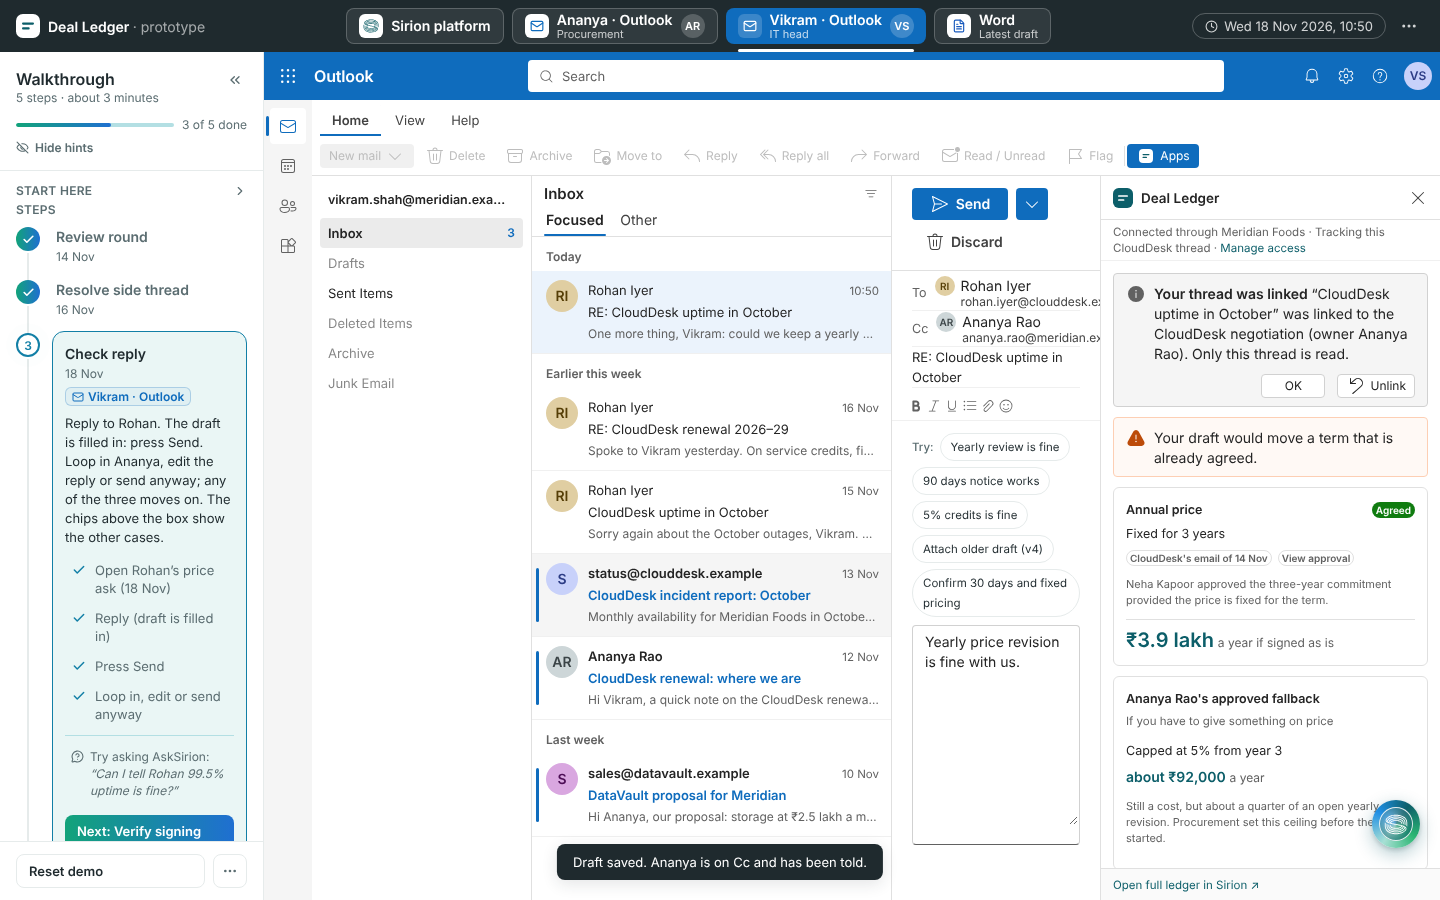 Deal Ledger · prototype
Sirion platform
Ananya · Outlook
Procurement
AR
Vikram · Outlook
IT head
VS
Word
Latest draft
Wed 18 Nov 2026, 10:50
Walkthrough
5 steps · about 3 minutes
3 of 5 done
Hide hints
START HERE
STEPS
Review round
14 Nov
Resolve side thread
16 Nov
3
Check reply
18 Nov
Vikram · Outlook
Reply to Rohan. The draft
is filled in: press Send.
Loop in Ananya, edit the
reply or send anyway; any
of the three moves on. The
chips above the box show
the other cases.
Open Rohan's price
ask (18 Nov)
Reply (draft is filled
in)
Press Send
Loop in, edit or send
anyway
Try asking AskSirion:
“Can I tell Rohan 99.5%
uptime is fine?”
Next: Verify signing
Reset demo
Outlook
Search
VS
Home
View
Help
New mail
Delete
Archive
Move to
Reply
Reply all
Forward
Read / Unread
Flag
Apps
vikram.shah@meridian.exa...
Inbox
3
Drafts
Sent Items
Deleted Items
Archive
Junk Email
Inbox
Focused
Other
Today
RI
Rohan Iyer
10:50
RE: CloudDesk uptime in October
One more thing, Vikram: could we keep a yearly ...
Earlier this week
RI
Rohan Iyer
16 Nov
RE: CloudDesk renewal 2026–29
Spoke to Vikram yesterday. On service credits, fi...
RI
Rohan Iyer
15 Nov
CloudDesk uptime in October
Sorry again about the October outages, Vikram. ...
S
status@clouddesk.example
13 Nov
CloudDesk incident report: October
Monthly availability for Meridian Foods in Octobe...
AR
Ananya Rao
12 Nov
CloudDesk renewal: where we are
Hi Vikram, a quick note on the CloudDesk renewa...
Last week
S
sales@datavault.example
10 Nov
DataVault proposal for Meridian
Hi Ananya, our proposal: storage at ₹2.5 lakh a m...
Draft saved. Ananya is on Cc and has been told.
Send
Discard
To
RI
Rohan Iyer
rohan.iyer@clouddesk.ex
Cc
AR
Ananya Rao
ananya.rao@meridian.ex
RE: CloudDesk uptime in
October
B I U
Try:
Yearly review is fine
90 days notice works
5% credits is fine
Attach older draft (v4)
Confirm 30 days and fixed
pricing
Yearly price revision
is fine with us.
Deal Ledger
Connected through Meridian Foods · Tracking this
CloudDesk thread · Manage access
Your thread was linked “CloudDesk
uptime in October” was linked to the
CloudDesk negotiation (owner Ananya
Rao). Only this thread is read.
OK
Unlink
Your draft would move a term that is
already agreed.
Annual price
Agreed
Fixed for 3 years
CloudDesk's email of 14 Nov
View approval
Neha Kapoor approved the three-year commitment
provided the price is fixed for the term.
₹3.9 lakh a year if signed as is
Ananya Rao's approved fallback
If you have to give something on price
Capped at 5% from year 3
about ₹92,000 a year
Still a cost, but about a quarter of an open yearly
revision. Procurement set this ceiling before the
started.
Open full ledger in Sirion ↗